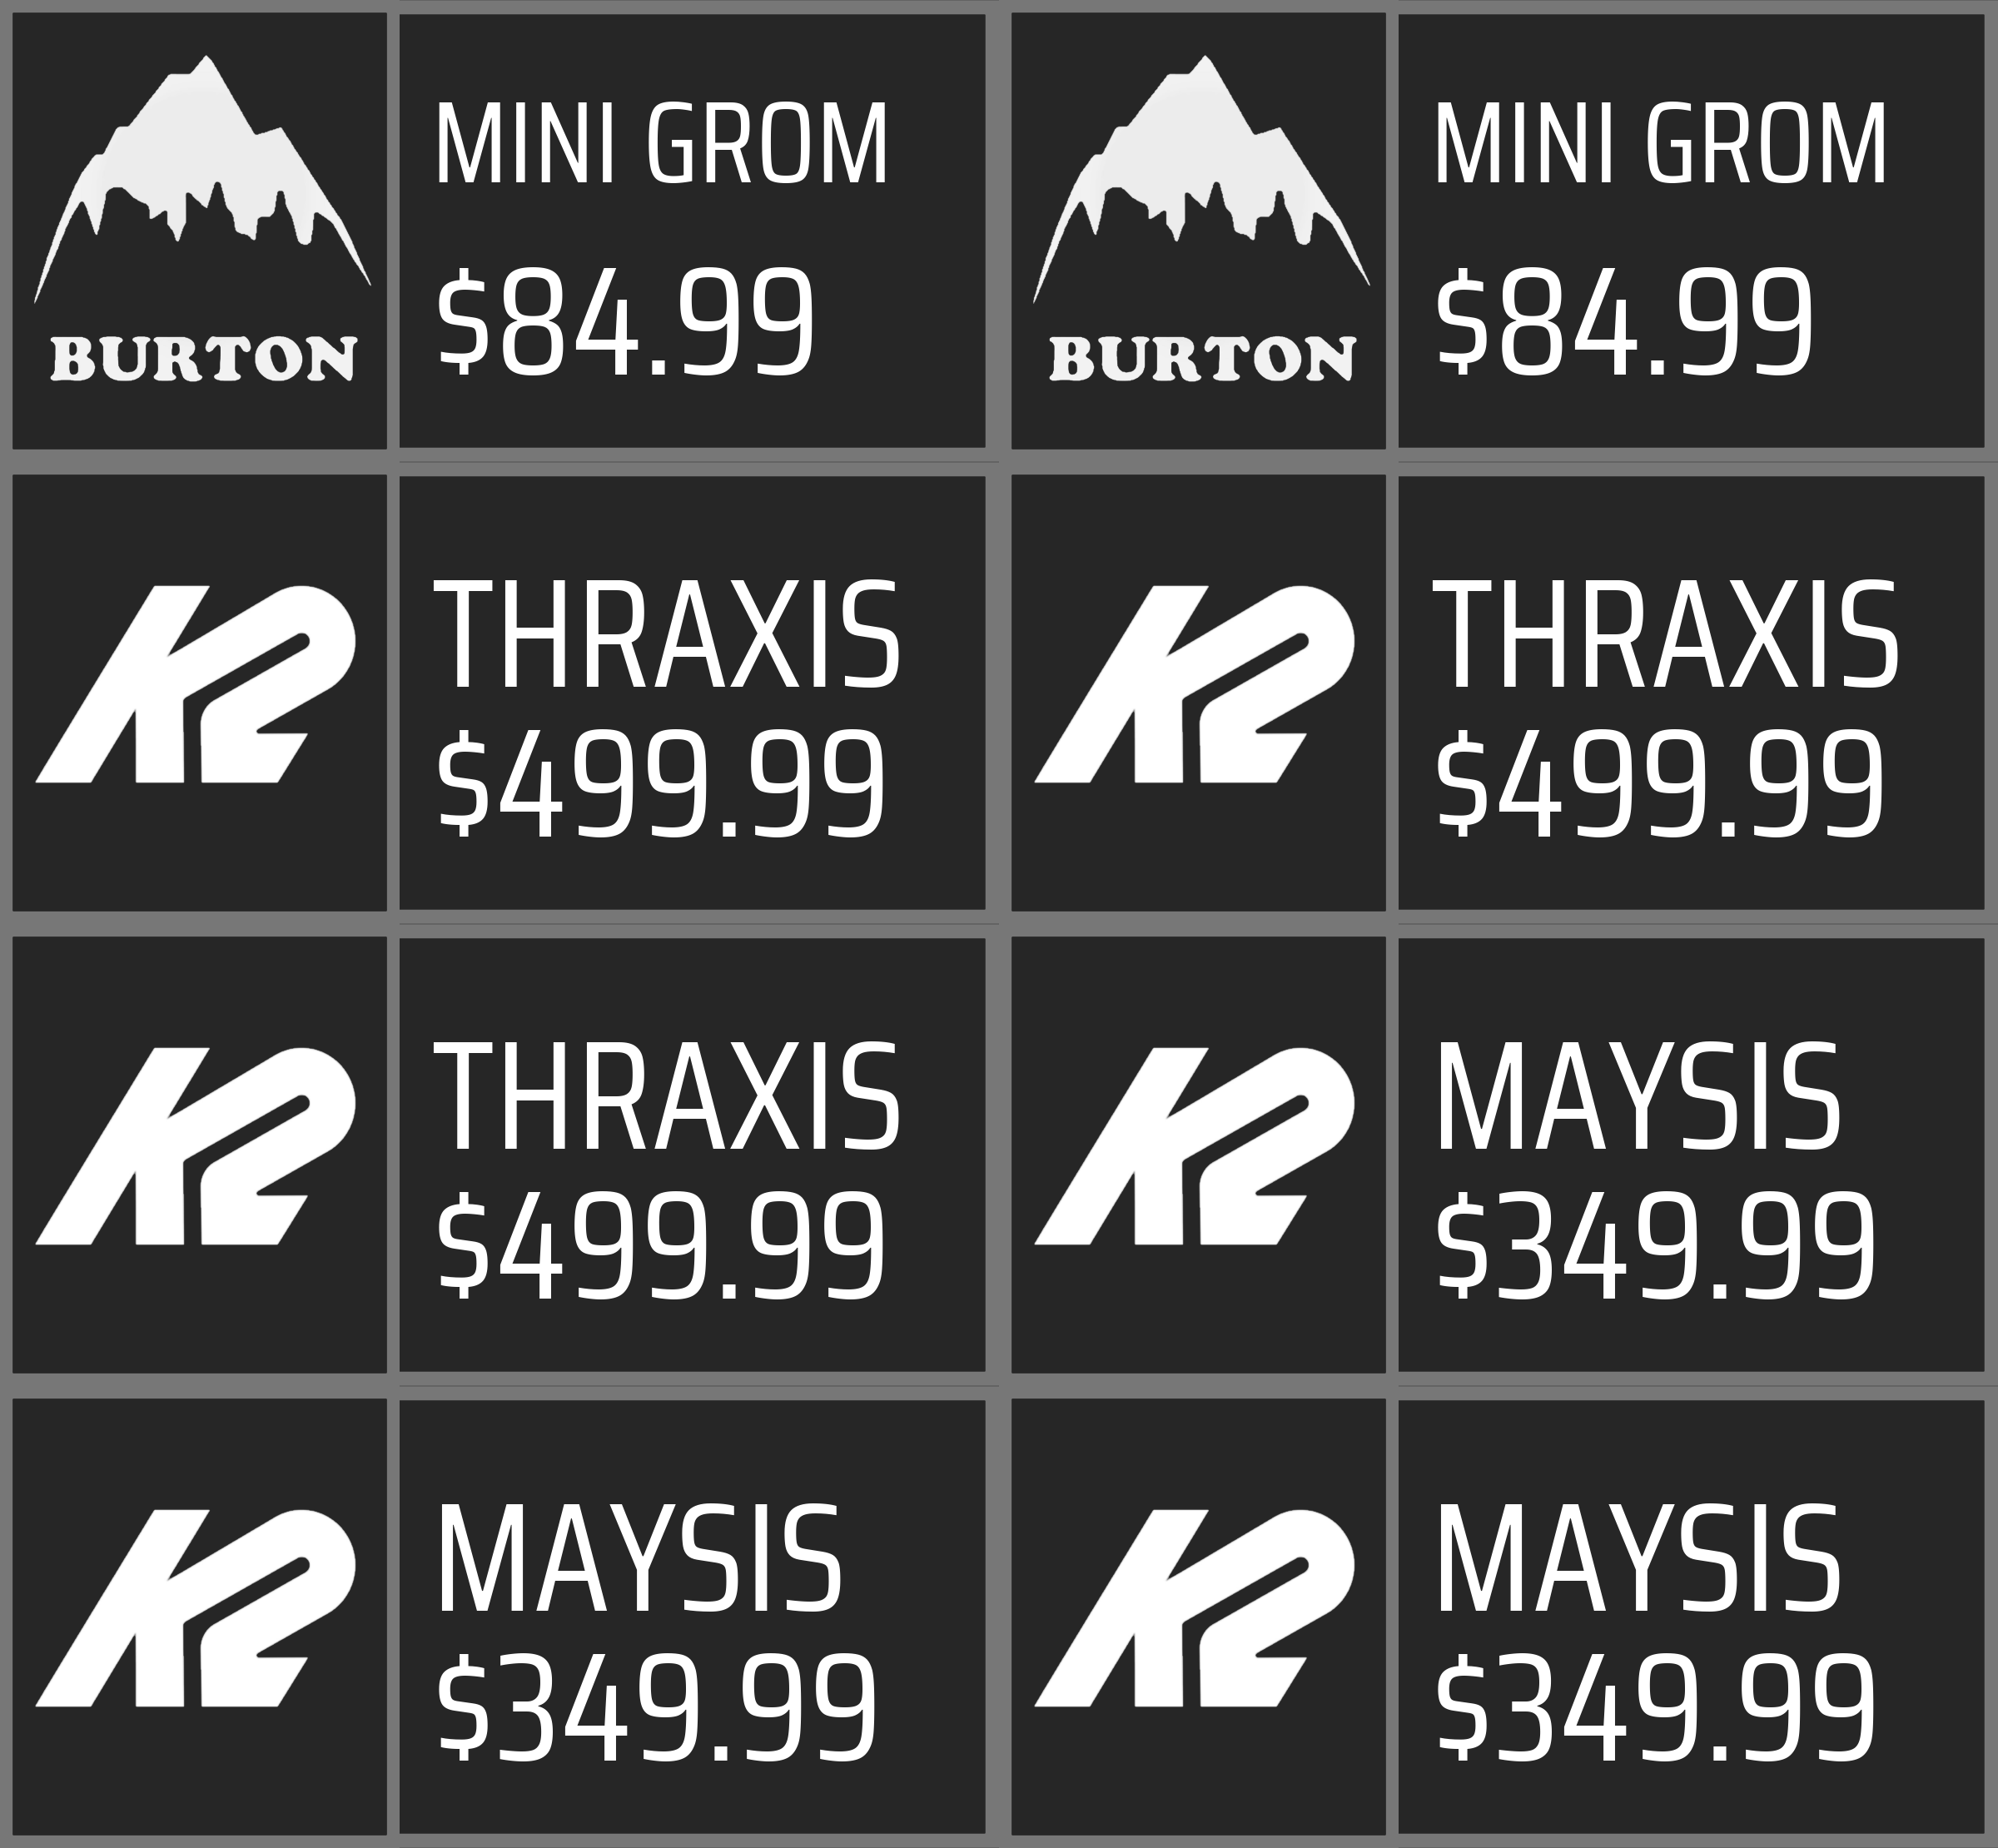 BURTON
MINI GROM
$84.99
BURTON
MINI GROM
$84.99
K2
THRAXIS
$499.99
K2
THRAXIS
$499.99
K2
THRAXIS
$499.99
K2
MAYSIS
$349.99
K2
MAYSIS
$349.99
K2
MAYSIS
$349.99